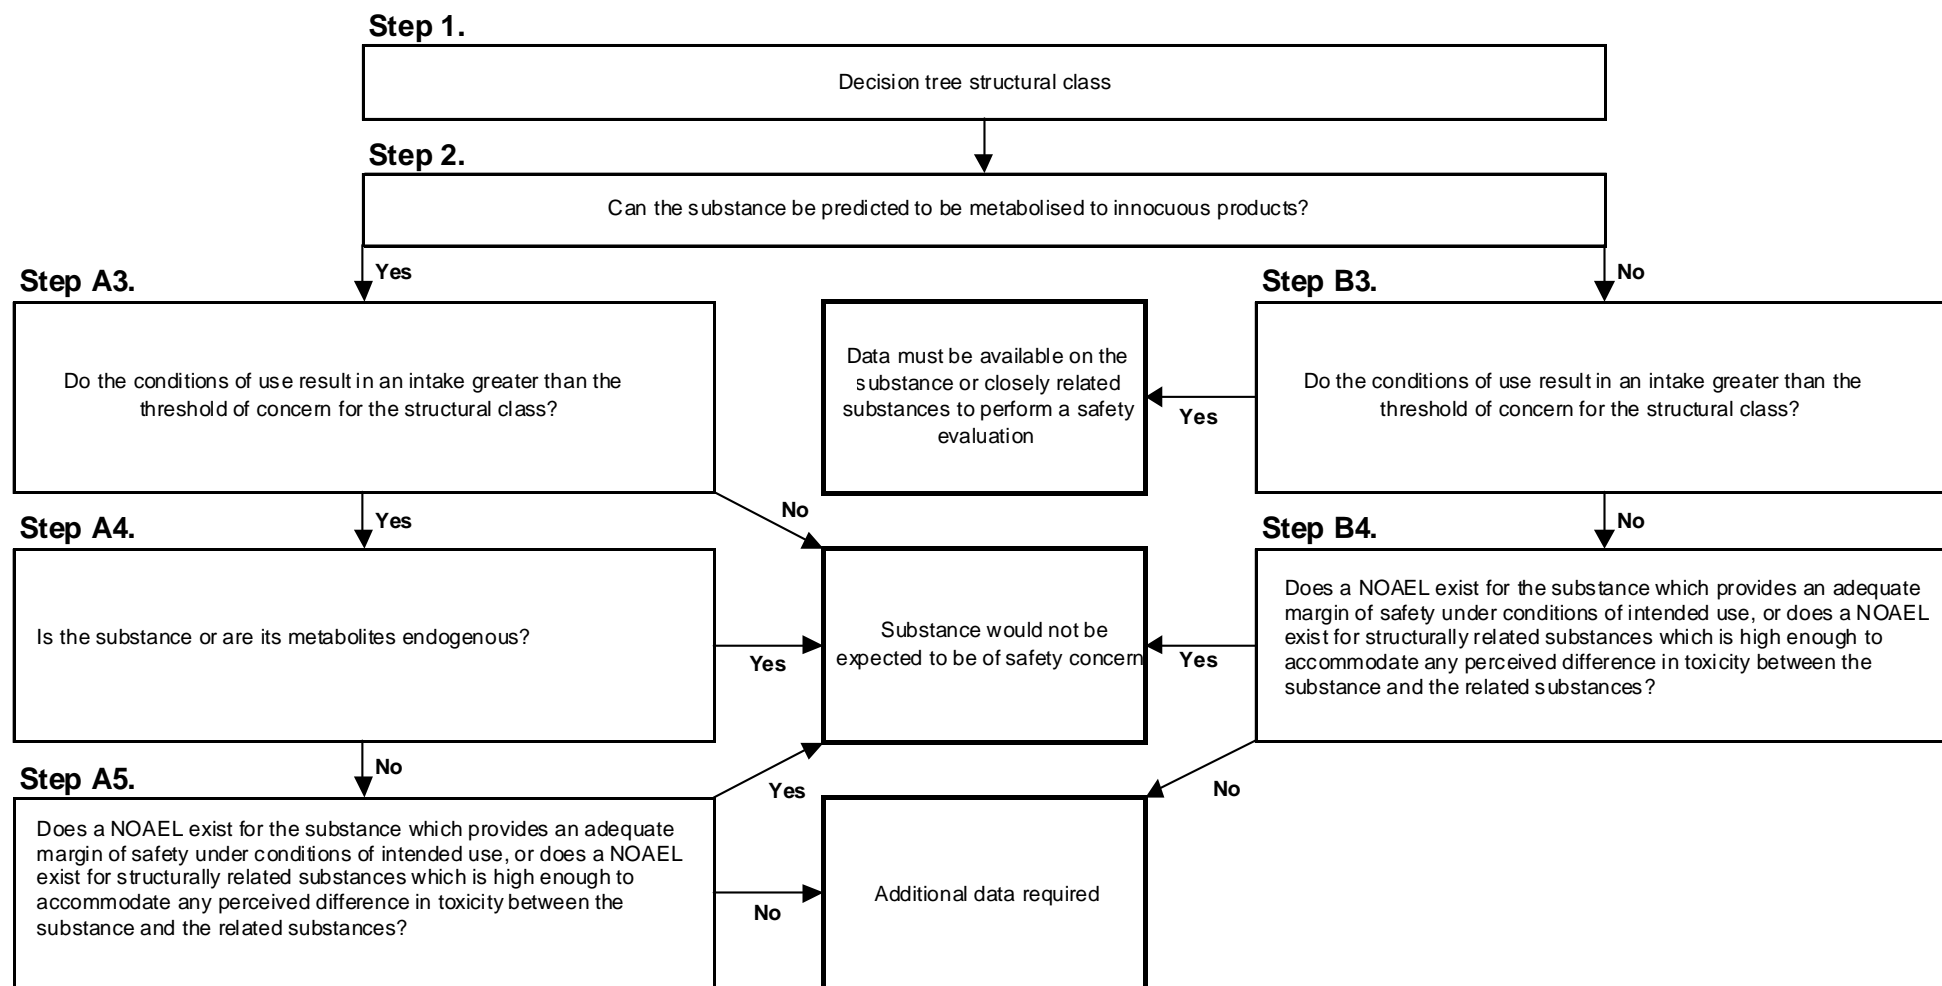 Step 1.
Decision tree structural class
Step 2.
Can the substance be predicted to be metabolised to innocuous products?
Yes
No
Step A3.
Do the conditions of use result in an intake greater than the
threshold of concern for the structural class?
Data must be available on the
substance or closely related
substances to perform a safety
evaluation
Yes
Step B3.
Do the conditions of use result in an intake greater than the
threshold of concern for the structural class?
Yes
No
No
Step A4.
Is the substance or are its metabolites endogenous?
Yes
Substance would not be
expected to be of safety concern
Yes
Step B4.
Does a NOAEL exist for the substance which provides an adequate
margin of safety under conditions of intended use, or does a NOAEL
exist for structurally related substances which is high enough to
accommodate any perceived difference in toxicity between the
substance and the related substances?
No
Yes
No
Step A5.
Does a NOAEL exist for the substance which provides an adequate
margin of safety under conditions of intended use, or does a NOAEL
exist for structurally related substances which is high enough to
accommodate any perceived difference in toxicity between the
substance and the related substances?
No
Additional data required